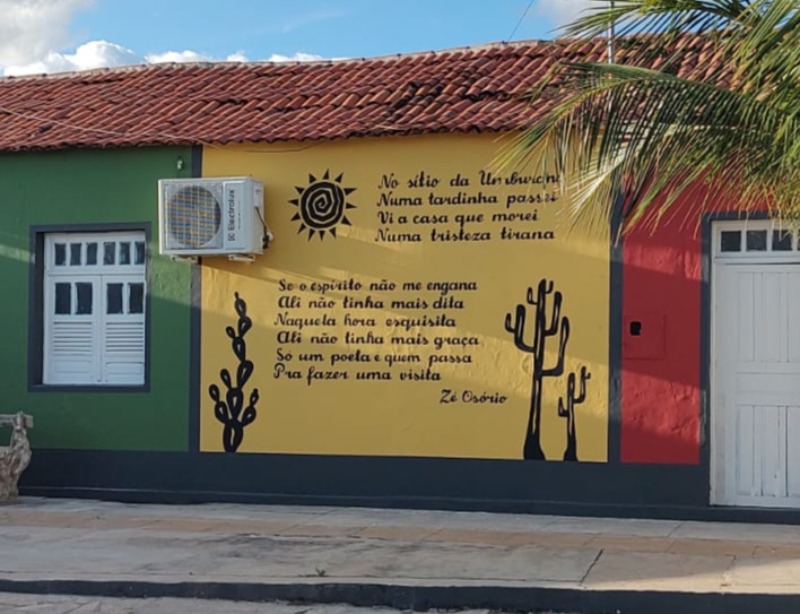 No sítio da Umburana
Numa tardinha passei
Vi a casa que morei
Numa tristeza tirana
Se o espírito não me engana
Ali não tinha mais dita
Naquela hora esquisita
Ali não tinha mais graça
Só um poeta é quem passa
Pra fazer uma visita
Zé Osório
Electrolux